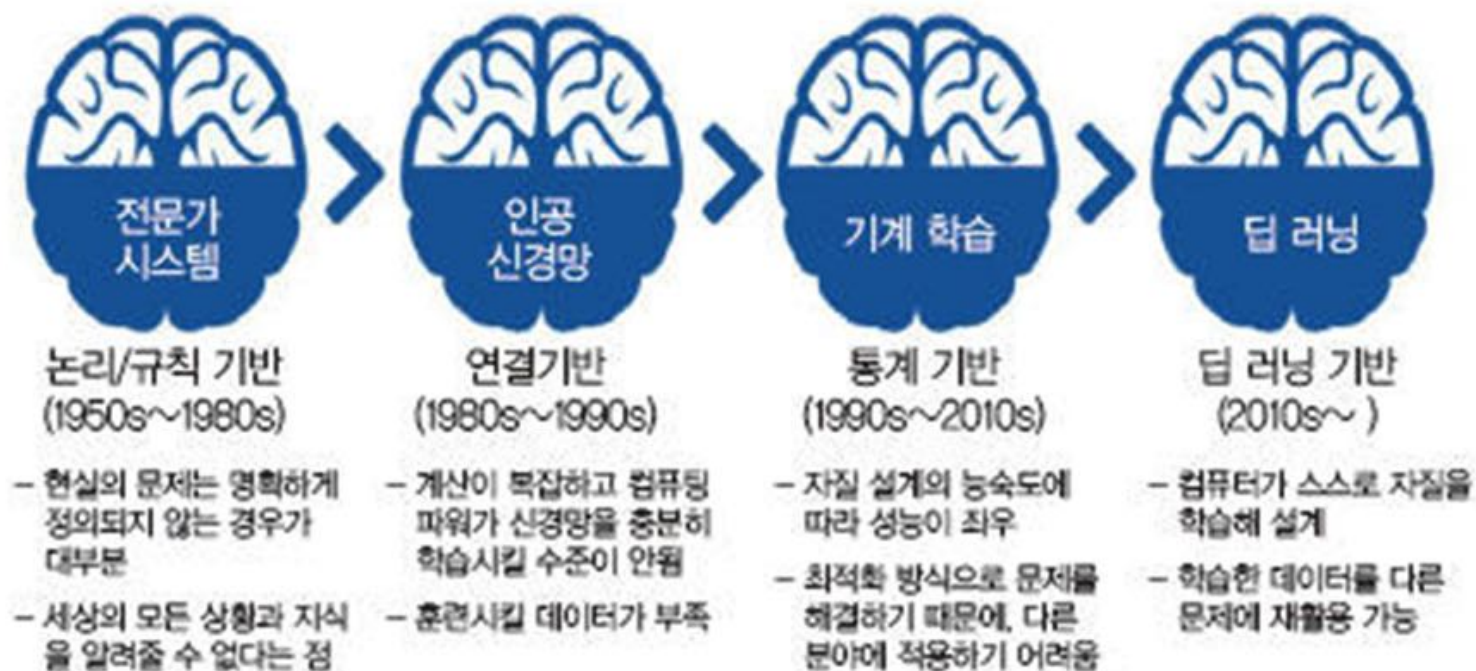 전문가
시스템
인공
신경망
기계 학습
딥 러닝
논리/규칙 기반
(1950s~1980s)
– 현실의 문제는 명확하게
정의되지 않는 경우가
대부분
– 세상의 모든 상황과 지식
을 알려줄 수 없다는 점
연결기반
(1980s~1990s)
– 계산이 복잡하고 컴퓨팅
파워가 신경망을 충분히
학습시킬 수준이 안됨
– 훈련시킬 데이터가 부족
통계 기반
(1990s~2010s)
– 자질 설계의 능숙도에
따라 성능이 좌우
– 최적화 방식으로 문제를
해결하기 때문에, 다른
분야에 적용하기 어려움
딥 러닝 기반
(2010s~ )
– 컴퓨터가 스스로 자질을
학습해 설계
– 학습한 데이터를 다른
문제에 재활용 가능